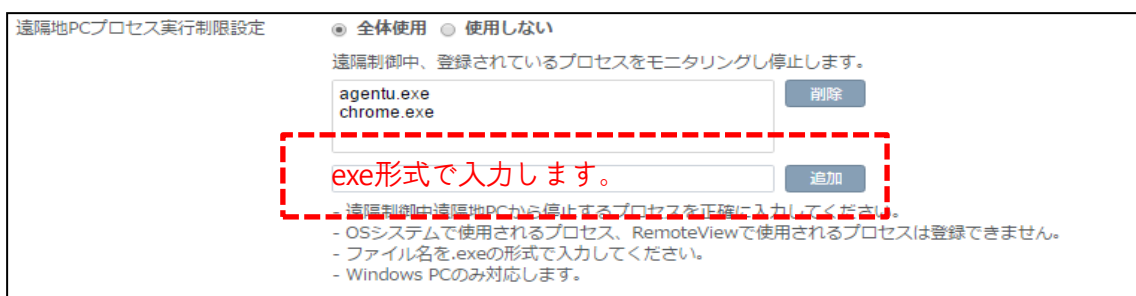 遠隔地PCプロセス実行制限設定
全体使用 使用しない
遠隔制御中、登録されているプロセスをモニタリングし停止します。
agentu.exe
削除
chrome.exe
exe形式で入力します。
追加
- 遠隔制御中遠隔地PCから停止するプロセスを正確に入力してください。
- OSシステムで使用されるプロセス、RemoteViewで使用されるプロセスは登録できません。
- ファイル名を.exeの形式で入力してください。
- Windows PCのみ対応します。